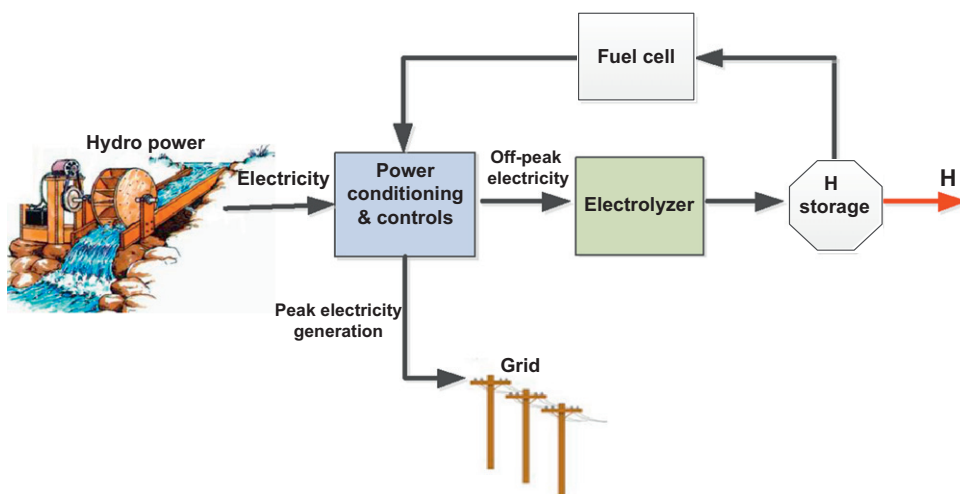 Fuel cell
Hydro power
Electricity
Power
conditioning
& controls
Off-peak
electricity
Electrolyzer
H
storage
H
Peak electricity
generation
Grid